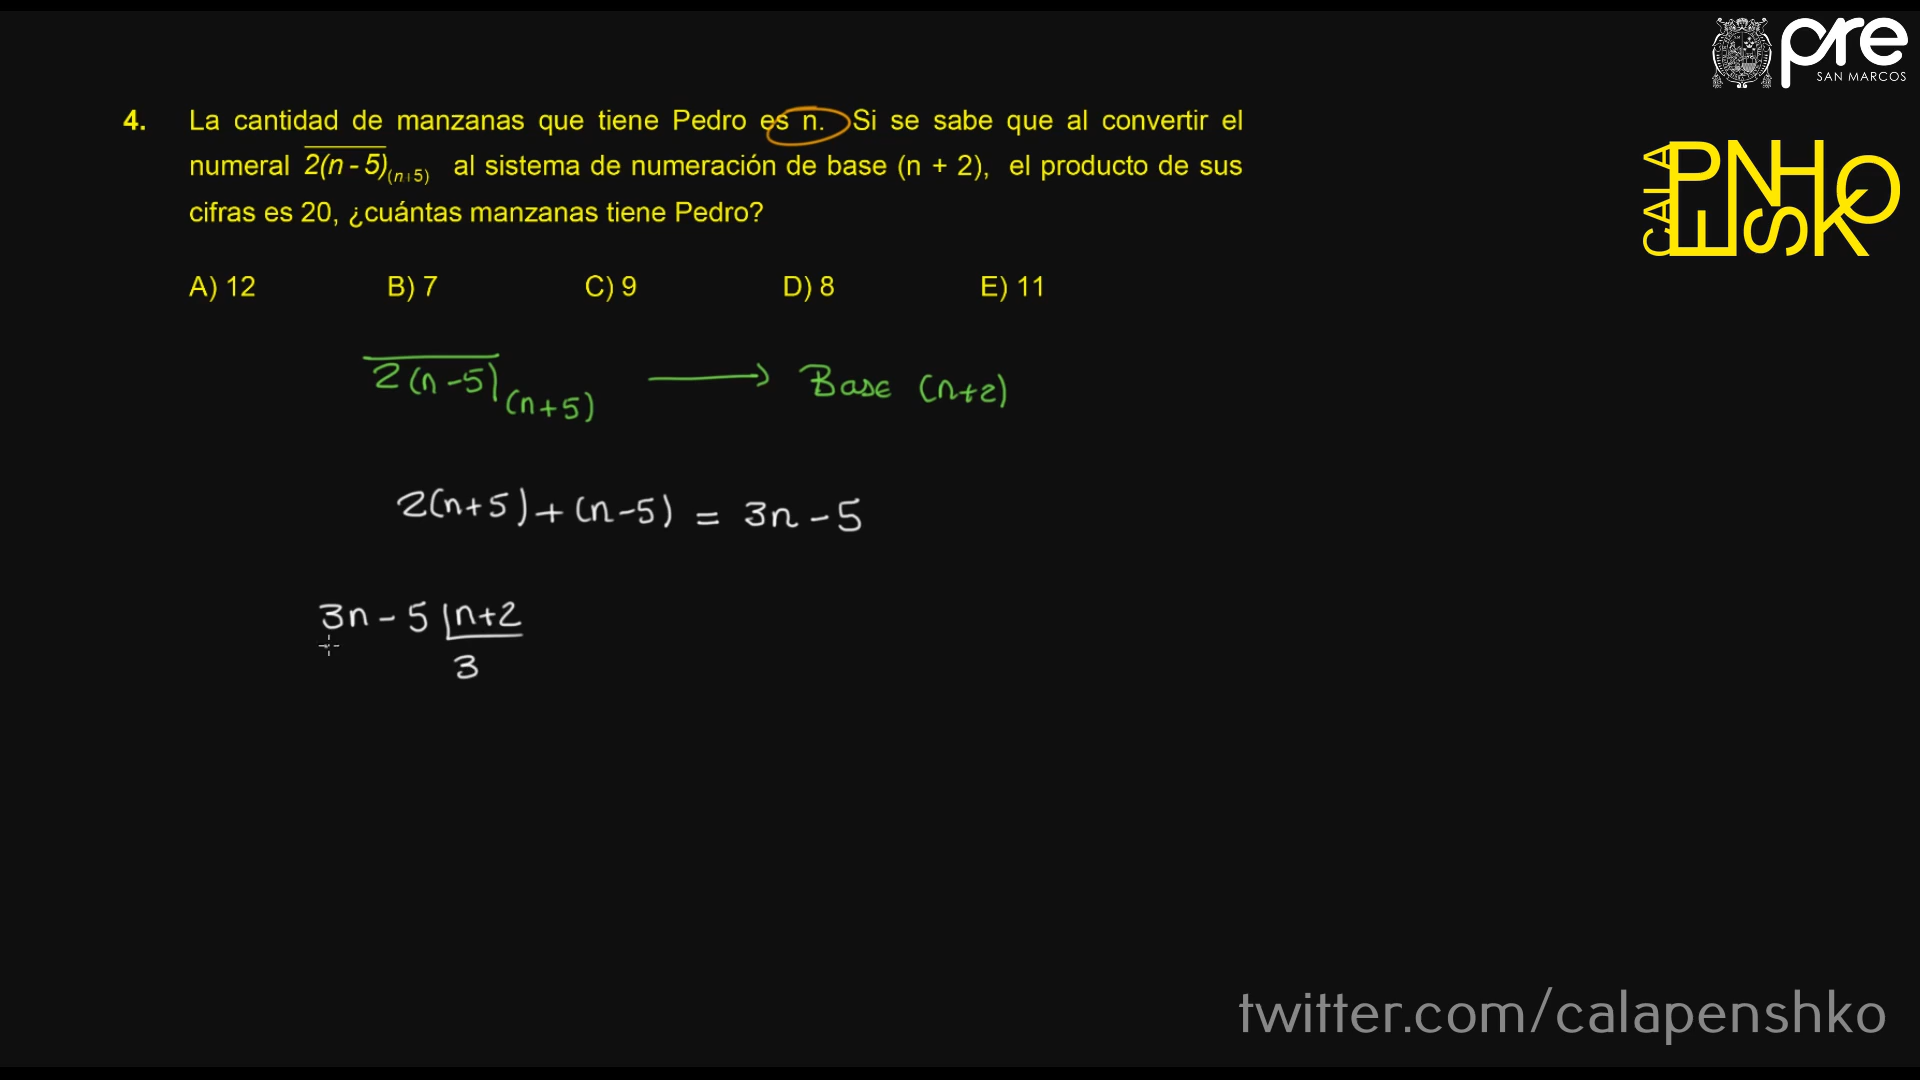 pre
SAN MARCOS
4. La cantidad de manzanas que tiene Pedro es n. Si se sabe que al convertir el
numeral 2(n - 5)(n+5) al sistema de numeración de base (n + 2), el producto de sus
cifras es 20, ¿cuántas manzanas tiene Pedro?
CALA
PENSHKO
A) 12 B) 7 C) 9 D) 8 E) 11
2(n-5)(n+5) → Base (n+2)
2(n+5)+(n-5) = 3n-5
3n-5 n+2
3
twitter.com/calapenshko